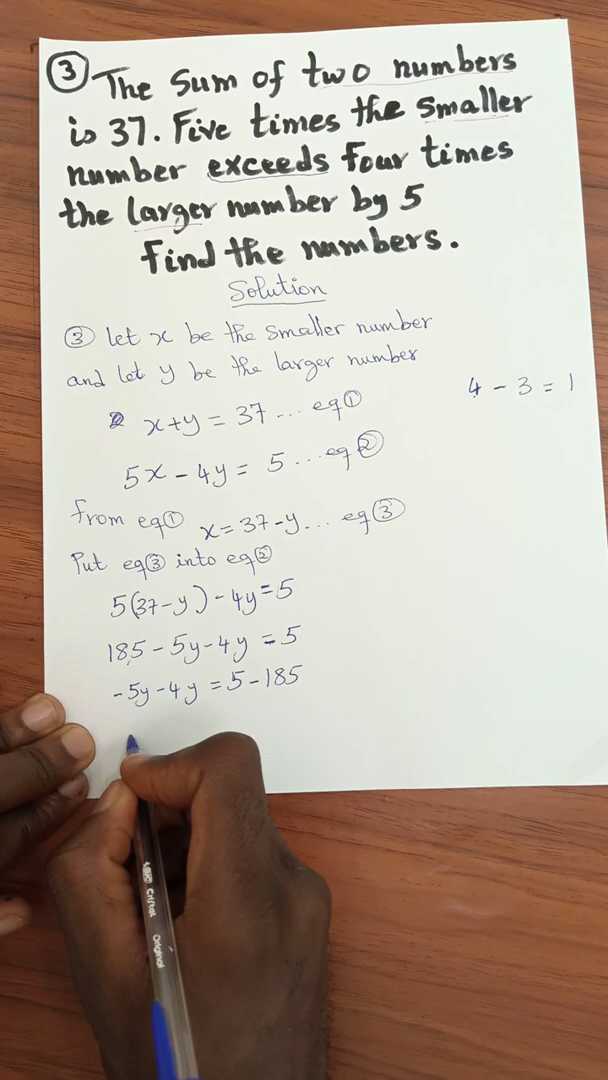 ③ The Sum of two numbers
is 37. Five times the smaller
number exceeds four times
the larger number by 5
find the numbers.
Solution
③ let x be the smaller number
and let y be the larger number
x+y = 37 ... eq①
4 - 3 = 1
5x - 4y = 5 ... eq②
from eq① x = 37-y ... eq③
Put eq③ into eq②
5(37-y) - 4y = 5
185 - 5y - 4y = 5
-5y - 4y = 5 - 185
BIC Cristal Original